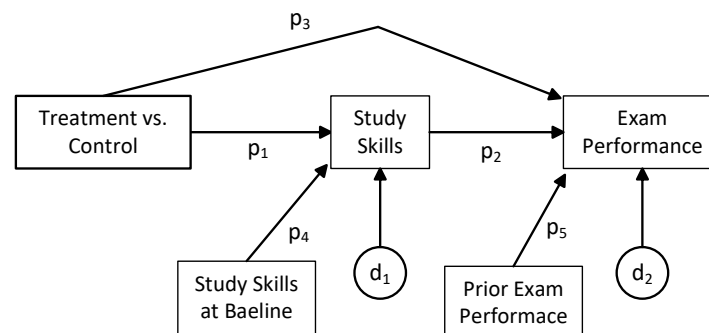 p₃
Treatment vs.
Control
p₁
Study
Skills
p₂
Exam
Performance
p₄
Study Skills
at Baeline
d₁
p₅
Prior Exam
Performace
d₂